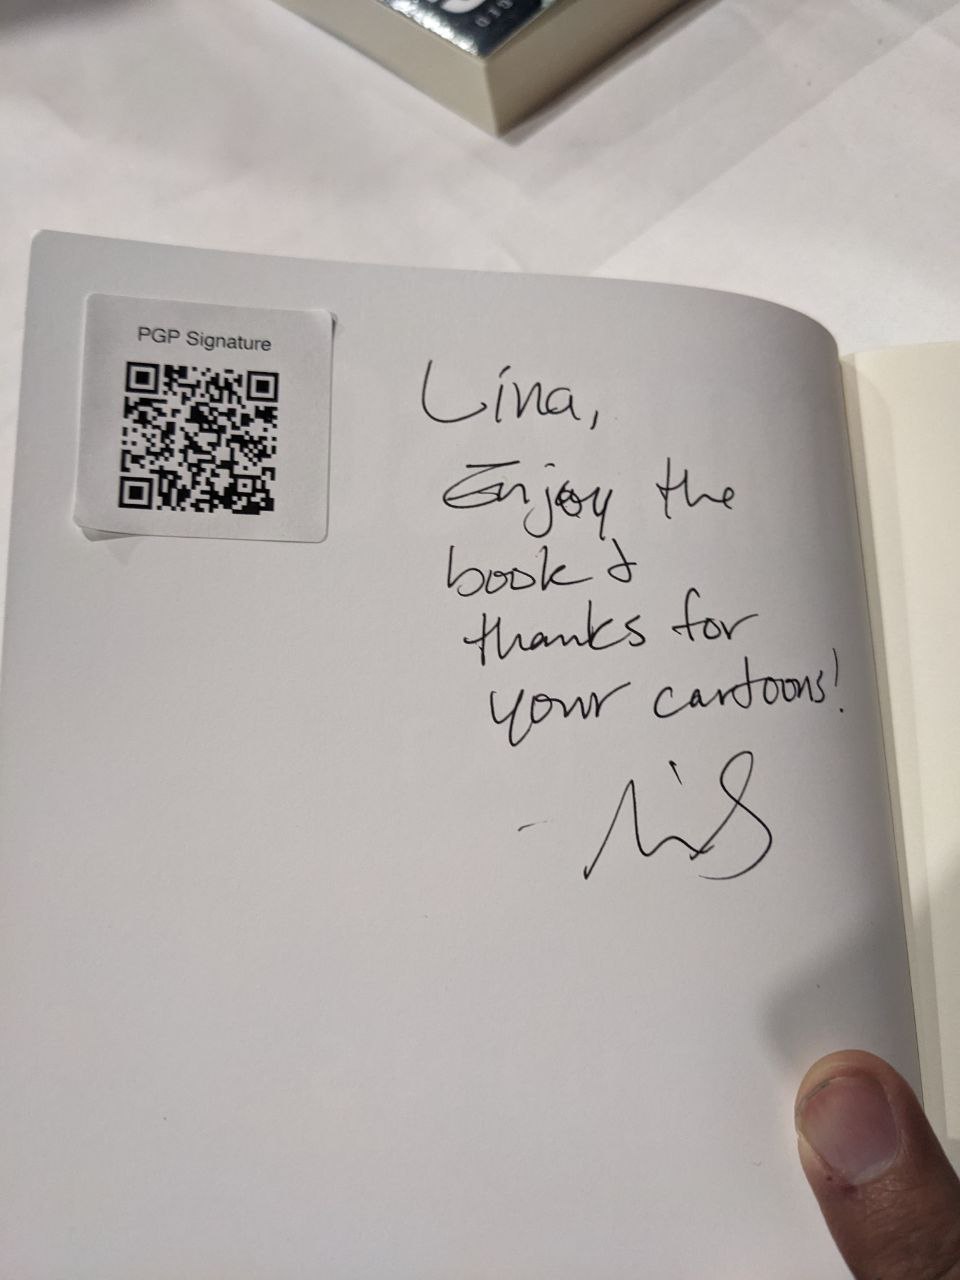 PGP Signature
Lina,
Enjoy the
book &
thanks for
your cartoons!